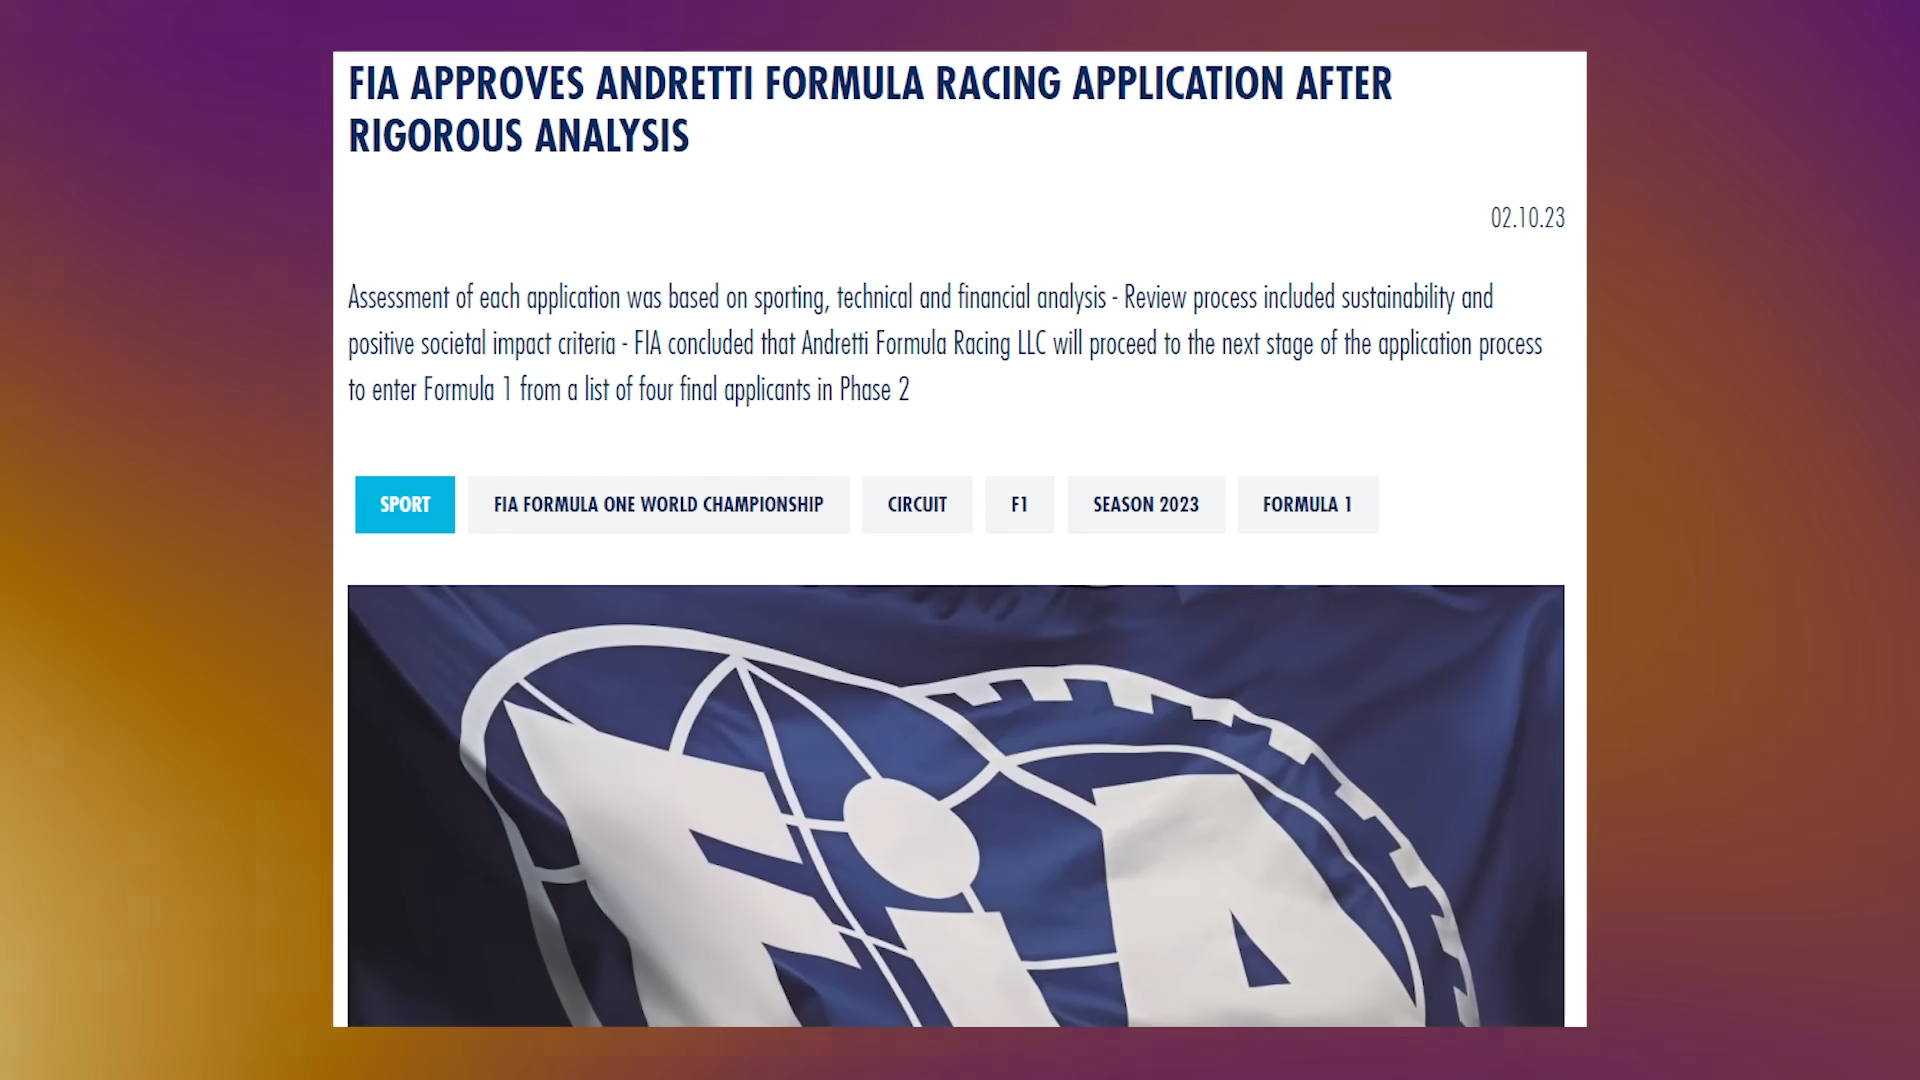 FIA APPROVES ANDRETTI FORMULA RACING APPLICATION AFTER
RIGOROUS ANALYSIS
02.10.23
Assessment of each application was based on sporting, technical and financial analysis - Review process included sustainability and
positive societal impact criteria - FIA concluded that Andretti Formula Racing LLC will proceed to the next stage of the application process
to enter Formula 1 from a list of four final applicants in Phase 2
SPORT FIA FORMULA ONE WORLD CHAMPIONSHIP CIRCUIT F1 SEASON 2023 FORMULA 1
FiA